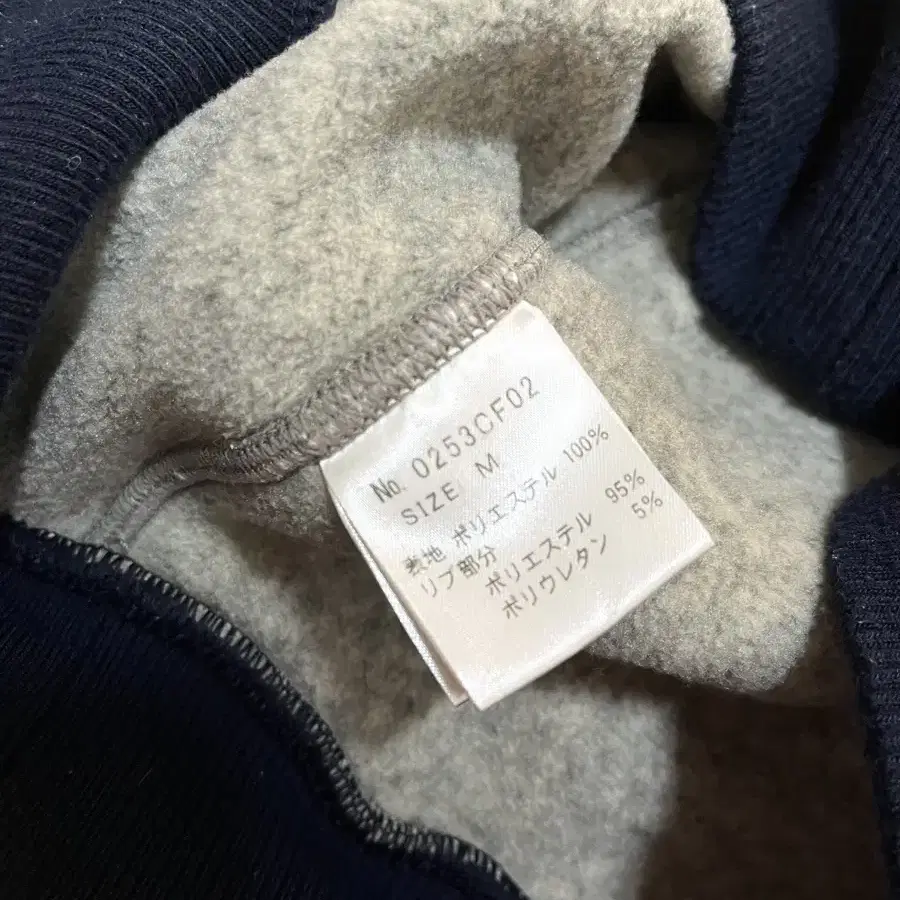 No. 0253CF02
SIZE M
表地 ポリエステル 100%
リブ部分
ポリエステル 95%
ポリウレタン 5%